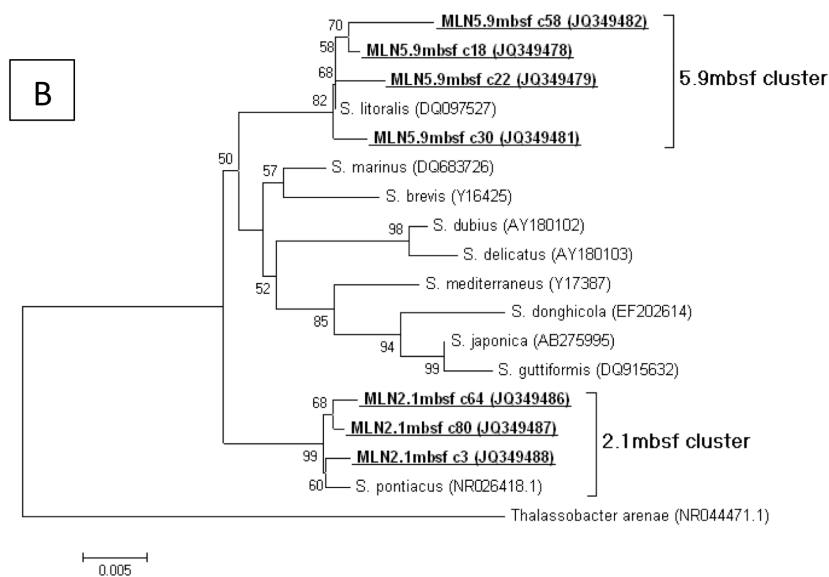 70
MLN5.9mbsf c58 (JQ349482)
58
MLN5.9mbsf c18 (JQ349478)
68
MLN5.9mbsf c22 (JQ349479)
5.9mbsf cluster
B
82
S. litoralis (DQ097527)
MLN5.9mbsf c30 (JQ349481)
50
57
S. marinus (DQ683726)
S. brevis (Y16425)
98
S. dubius (AY180102)
S. delicatus (AY180103)
52
S. mediterraneus (Y17387)
85
S. donghicola (EF202614)
94
S. japonica (AB275995)
99
S. guttiformis (DQ915632)
68
MLN2.1mbsf c64 (JQ349486)
MLN2.1mbsf c80 (JQ349487)
2.1mbsf cluster
99
MLN2.1mbsf c3 (JQ349488)
60
S. pontiacus (NR026418.1)
Thalassobacter arenae (NR044471.1)
0.005